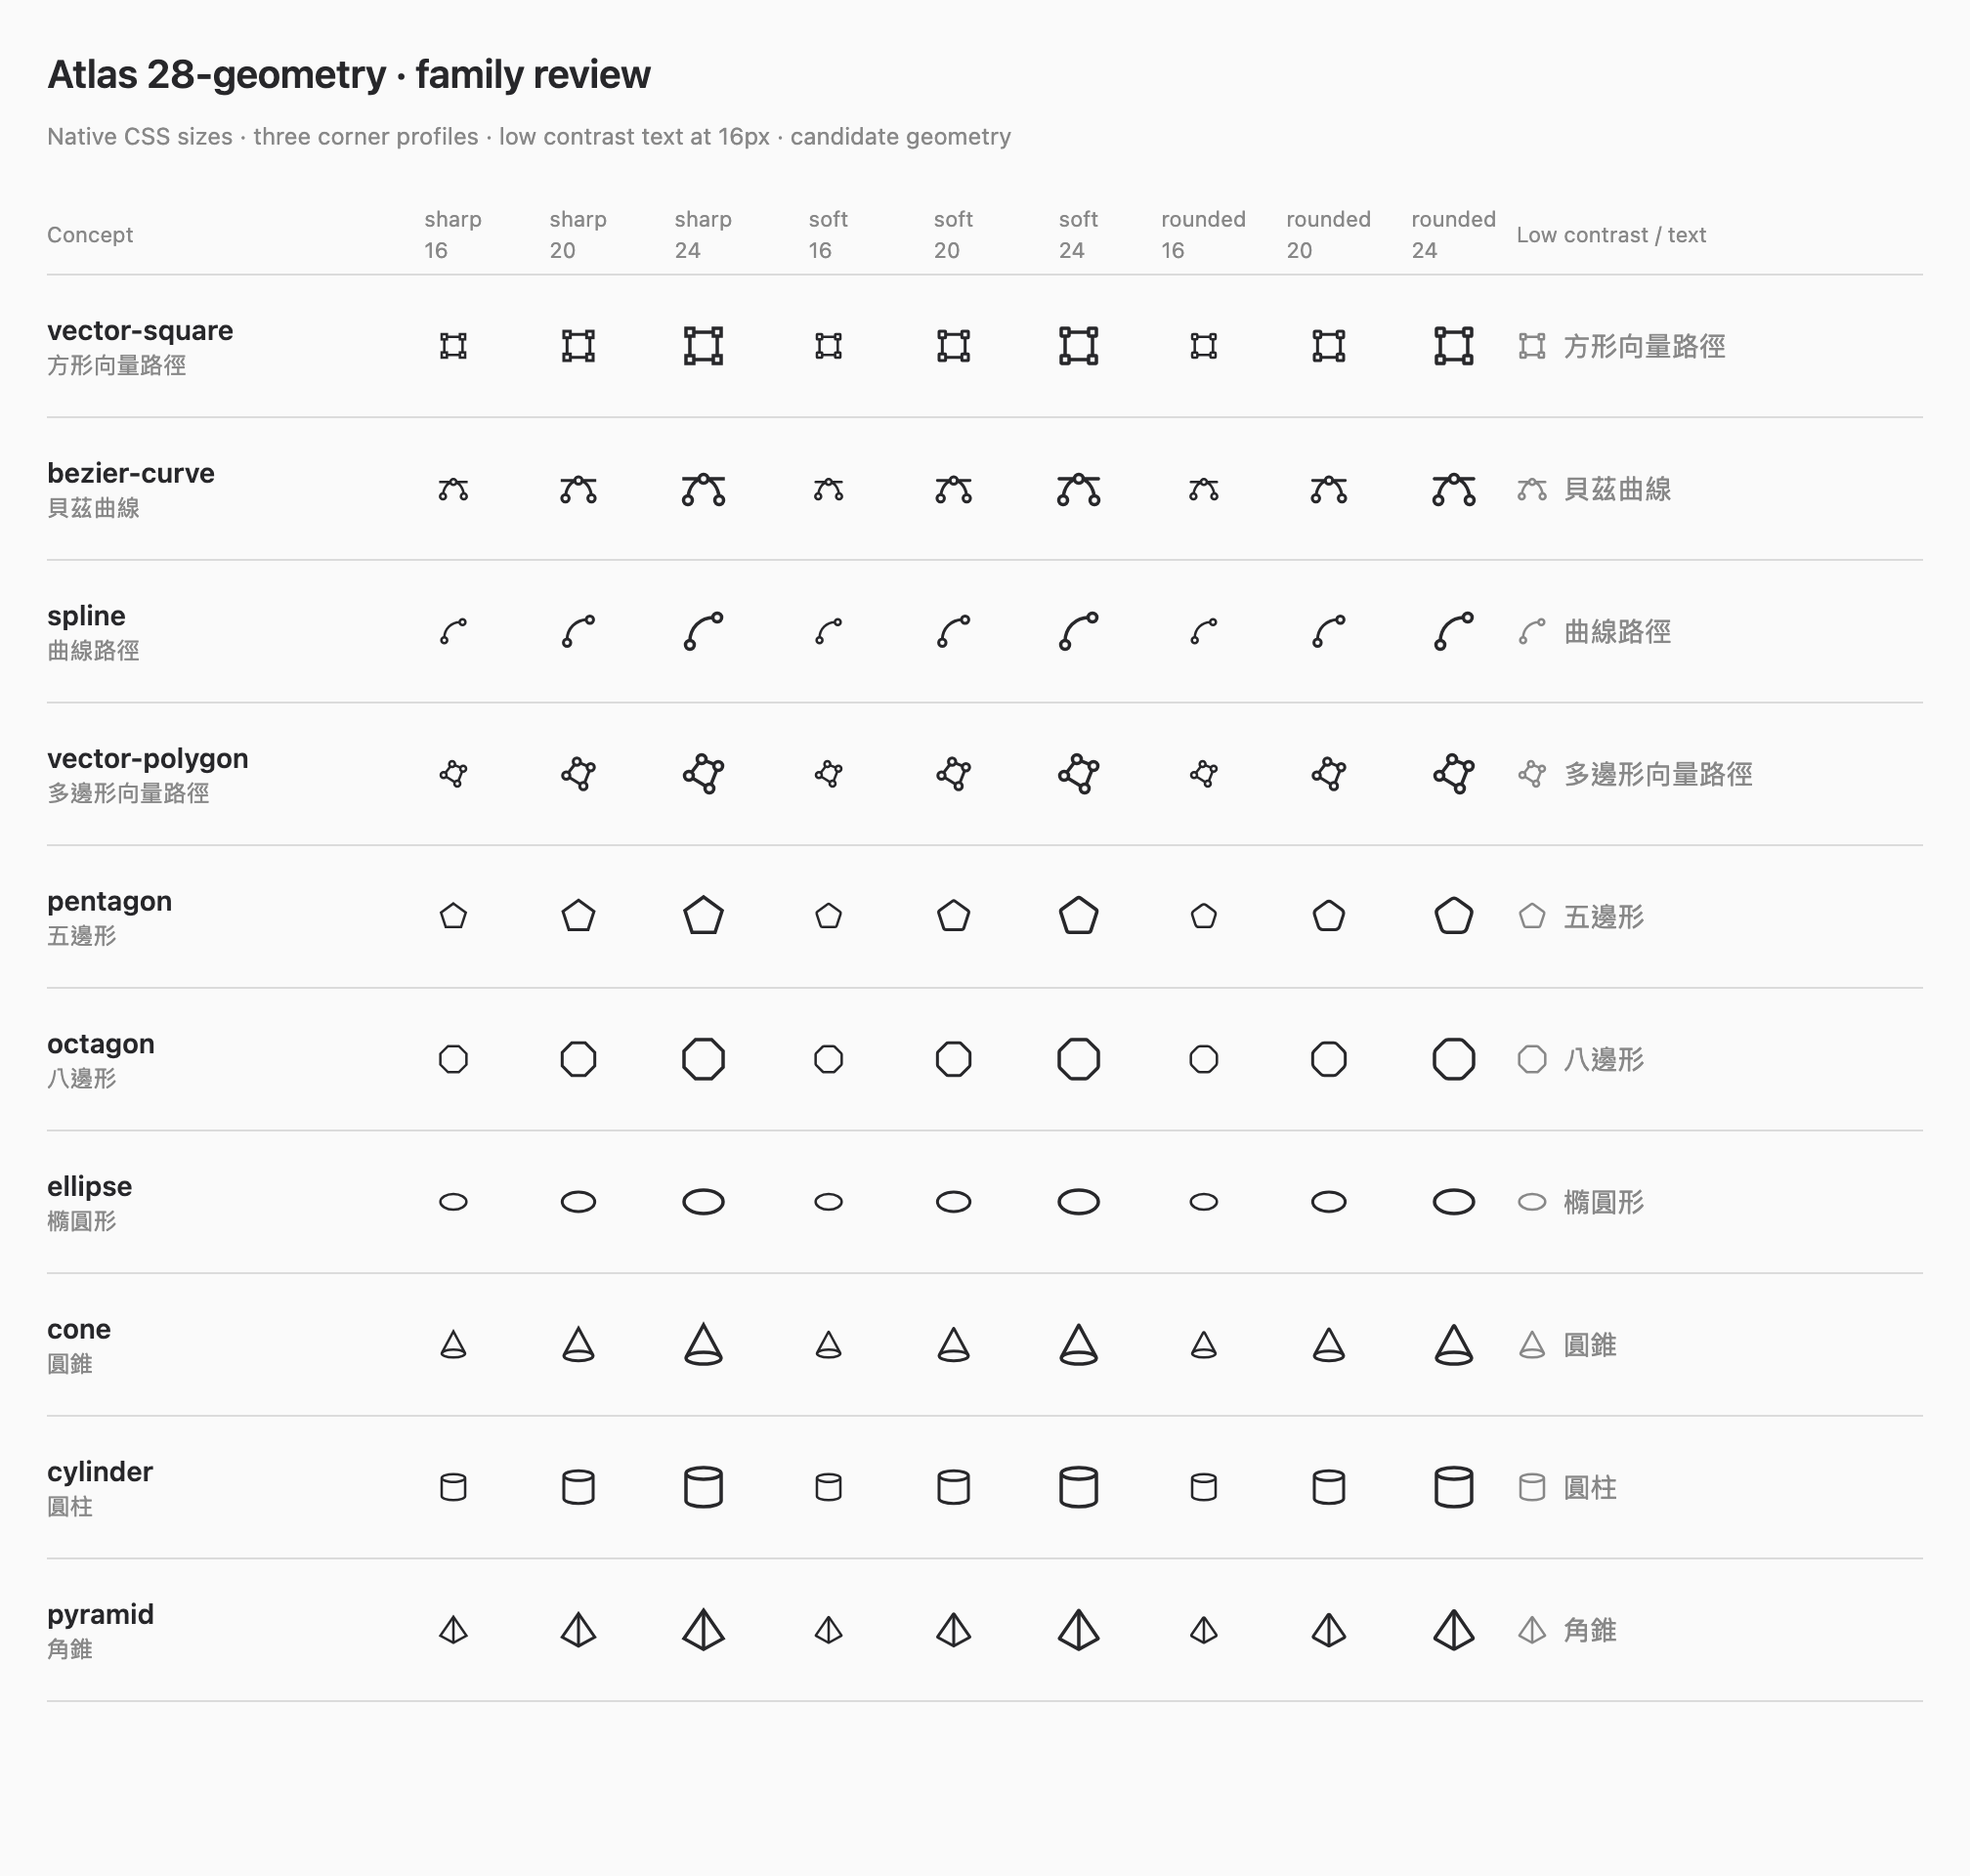 Atlas 28-geometry · family review
Native CSS sizes · three corner profiles · low contrast text at 16px · candidate geometry
Concept
sharp 16
sharp 20
sharp 24
soft 16
soft 20
soft 24
rounded 16
rounded 20
rounded 24
Low contrast / text
vector-square
方形向量路徑
方形向量路徑
bezier-curve
貝茲曲線
貝茲曲線
spline
曲線路徑
曲線路徑
vector-polygon
多邊形向量路徑
多邊形向量路徑
pentagon
五邊形
五邊形
octagon
八邊形
八邊形
ellipse
橢圓形
橢圓形
cone
圓錐
圓錐
cylinder
圓柱
圓柱
pyramid
角錐
角錐